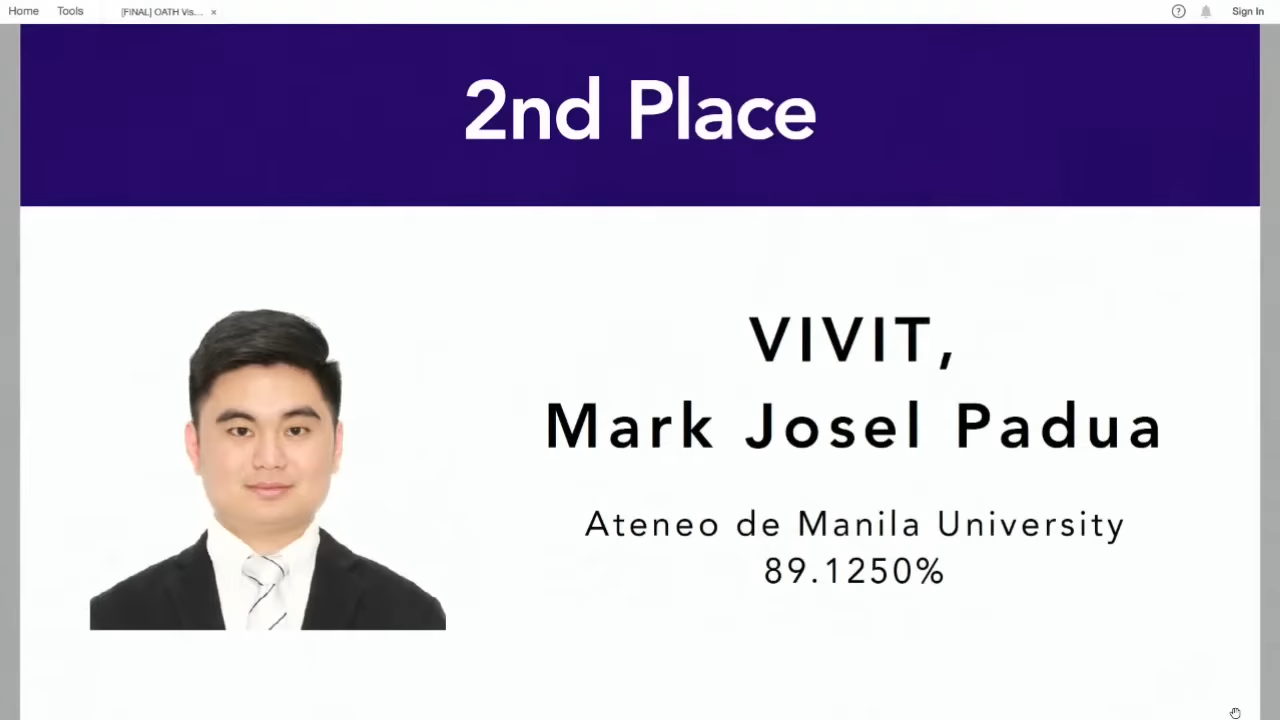 Home Tools [FINAL] OATH Vis... × ? Sign In
2nd Place
VIVIT,
Mark Josel Padua
Ateneo de Manila University
89.1250%